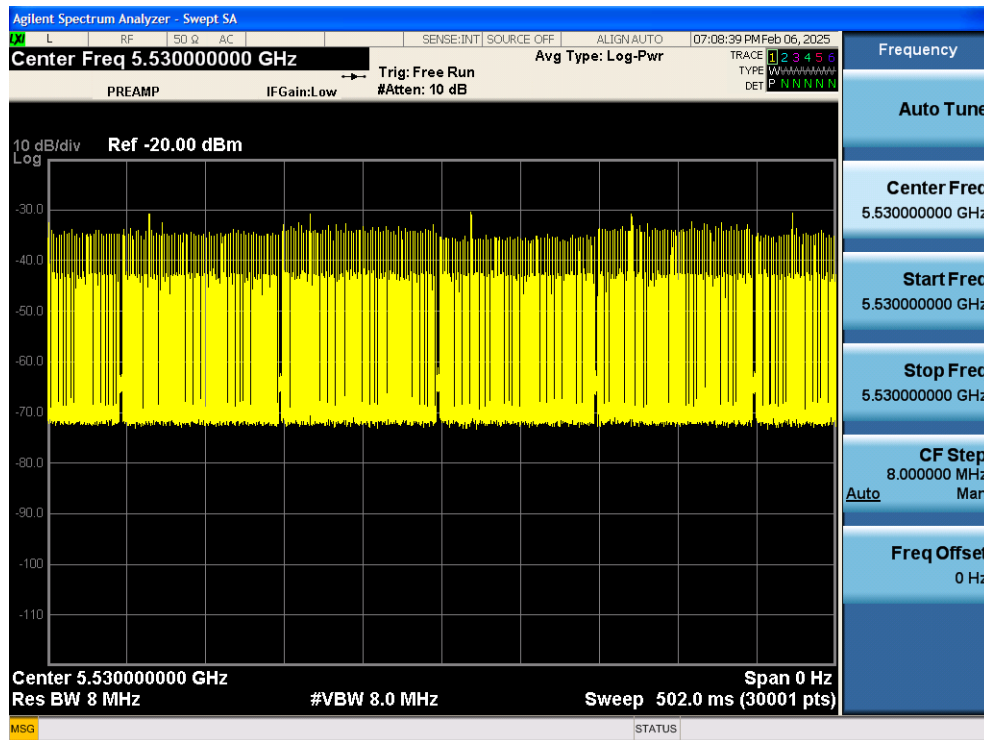 Agilent Spectrum Analyzer - Swept SA
LXI L RF 50 Ω AC SENSE:INT SOURCE OFF ALIGN AUTO 07:08:39 PM Feb 06, 2025
Center Freq 5.530000000 GHz
PREAMP IFGain:Low
Trig: Free Run
#Atten: 10 dB
Avg Type: Log-Pwr
TRACE 1 2 3 4 5 6
TYPE WWWWWW
DET P N N N N N
10 dB/div Ref -20.00 dBm
Log
-30.0
-40.0
-50.0
-60.0
-70.0
-80.0
-90.0
-100
-110
Center 5.530000000 GHz Span 0 Hz
Res BW 8 MHz #VBW 8.0 MHz Sweep 502.0 ms (30001 pts)
MSG STATUS
Frequency
Auto Tune
Center Freq
5.530000000 GHz
Start Freq
5.530000000 GHz
Stop Freq
5.530000000 GHz
CF Step
8.000000 MHz
Auto Man
Freq Offset
0 Hz